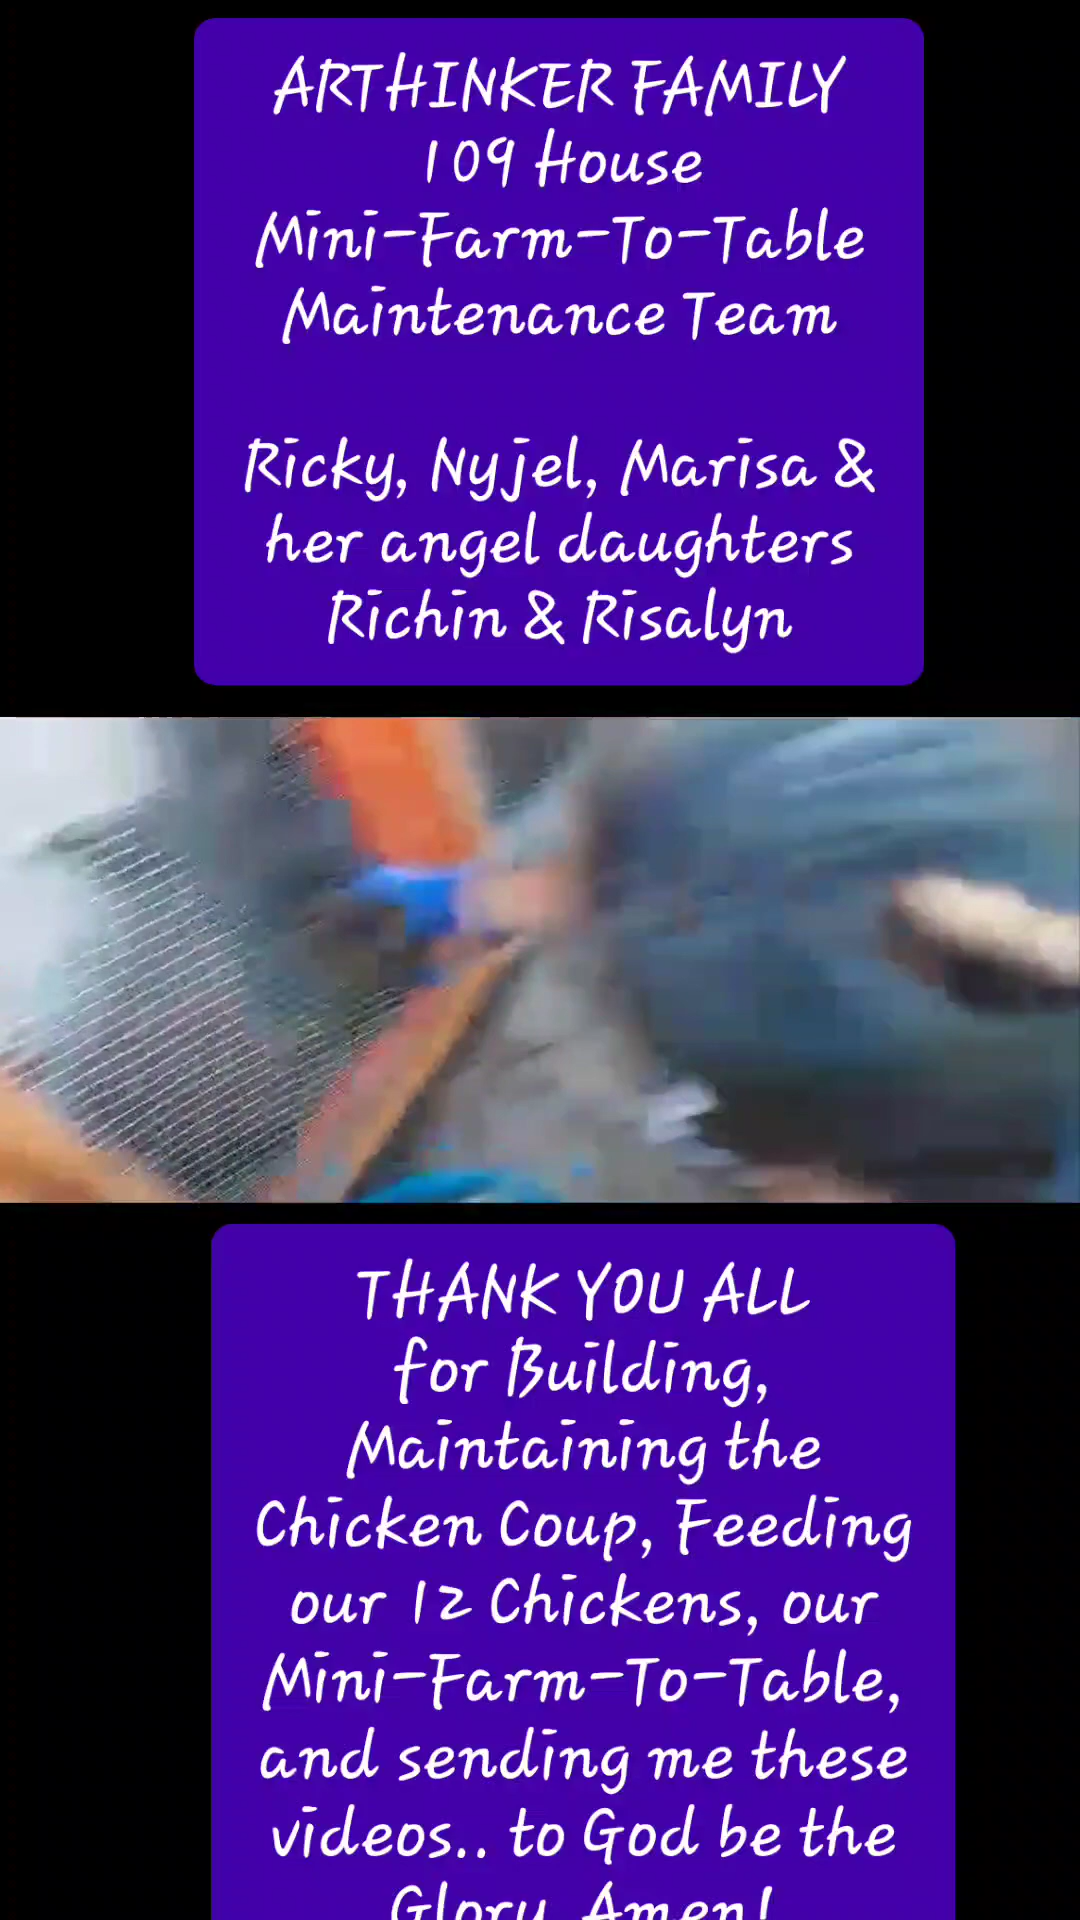 ARTHINKER FAMILY
109 House
Mini-Farm-To-Table
Maintenance Team
Ricky, Nyjel, Marisa &
her angel daughters
Richin & Risalyn
THANK YOU ALL
for Building,
Maintaining the
Chicken Coup, Feeding
our 12 Chickens, our
Mini-Farm-To-Table,
and sending me these
videos.. to God be the
Glory, Amen!